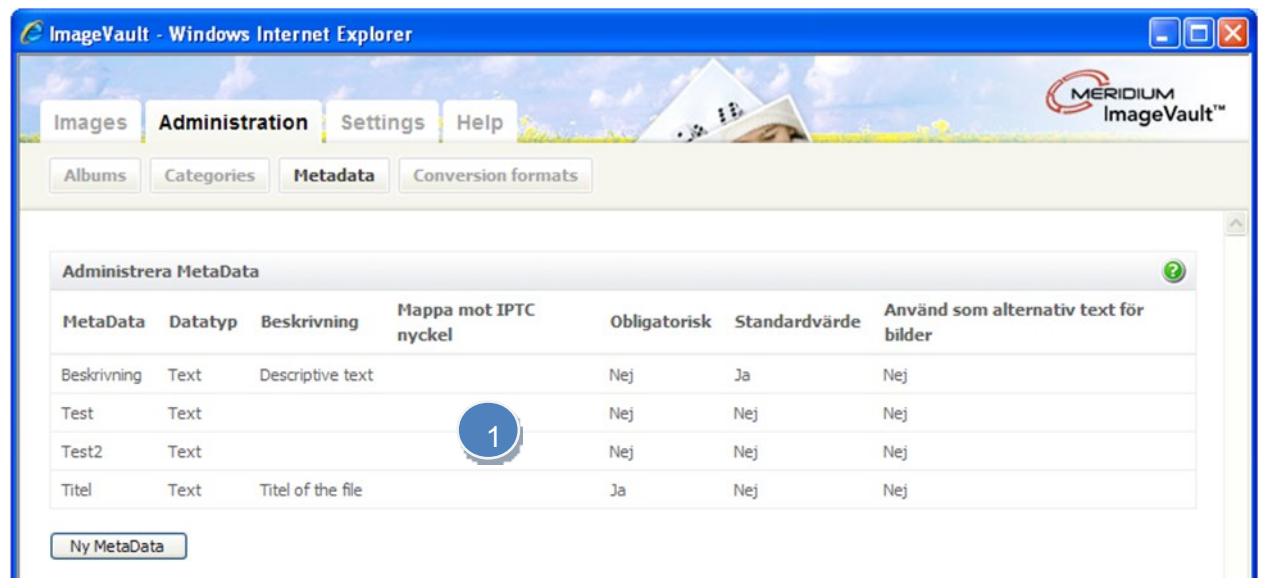 ImageVault - Windows Internet Explorer
MERIDIUM
ImageVault™
Images Administration Settings Help
Albums Categories Metadata Conversion formats
Administrera MetaData
MetaData Datatyp Beskrivning Mappa mot IPTC nyckel Obligatorisk Standardvärde Använd som alternativ text för bilder
Beskrivning Text Descriptive text Nej Ja Nej
Test Text Nej Nej Nej
1
Test2 Text Nej Nej Nej
Titel Text Titel of the file Ja Nej Nej
Ny MetaData